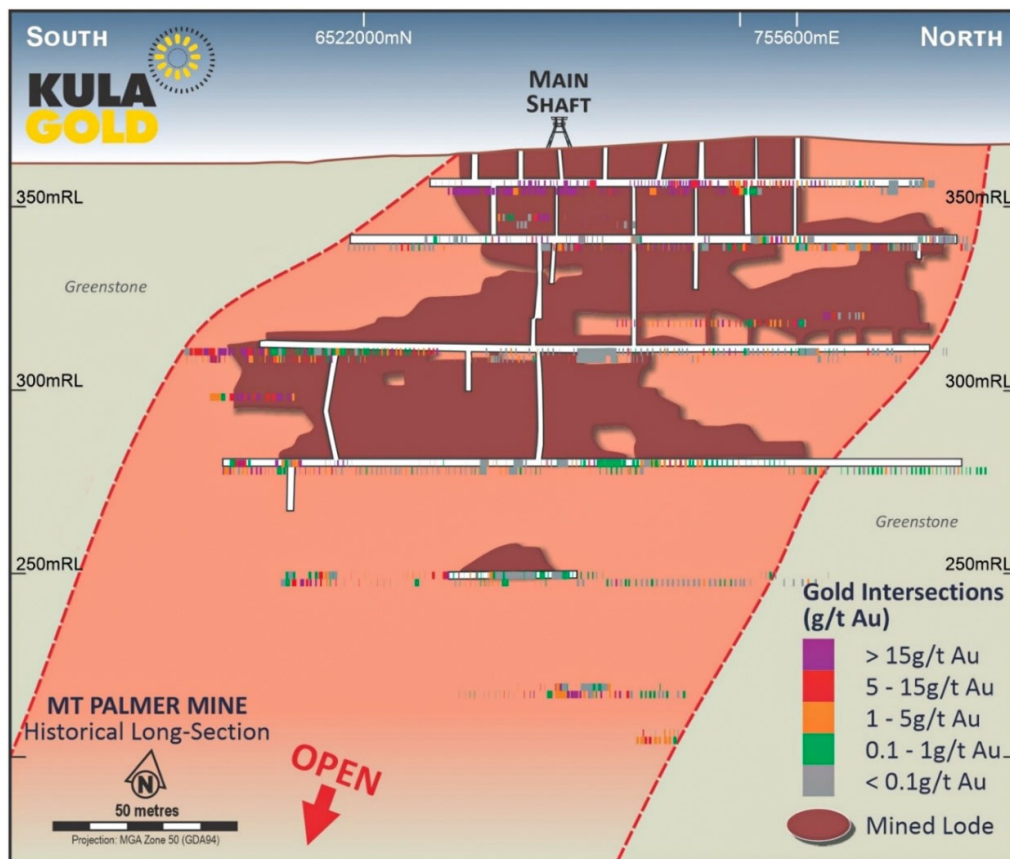 SOUTH
6522000mN
755600mE
NORTH
KULA
GOLD
MAIN
SHAFT
350mRL
350mRL
Greenstone
300mRL
300mRL
Greenstone
250mRL
250mRL
Gold Intersections
(g/t Au)
> 15g/t Au
5 - 15g/t Au
1 - 5g/t Au
0.1 - 1g/t Au
< 0.1g/t Au
Mined Lode
MT PALMER MINE
Historical Long-Section
N
50 metres
Projection: MGA Zone 50 (GDA94)
OPEN